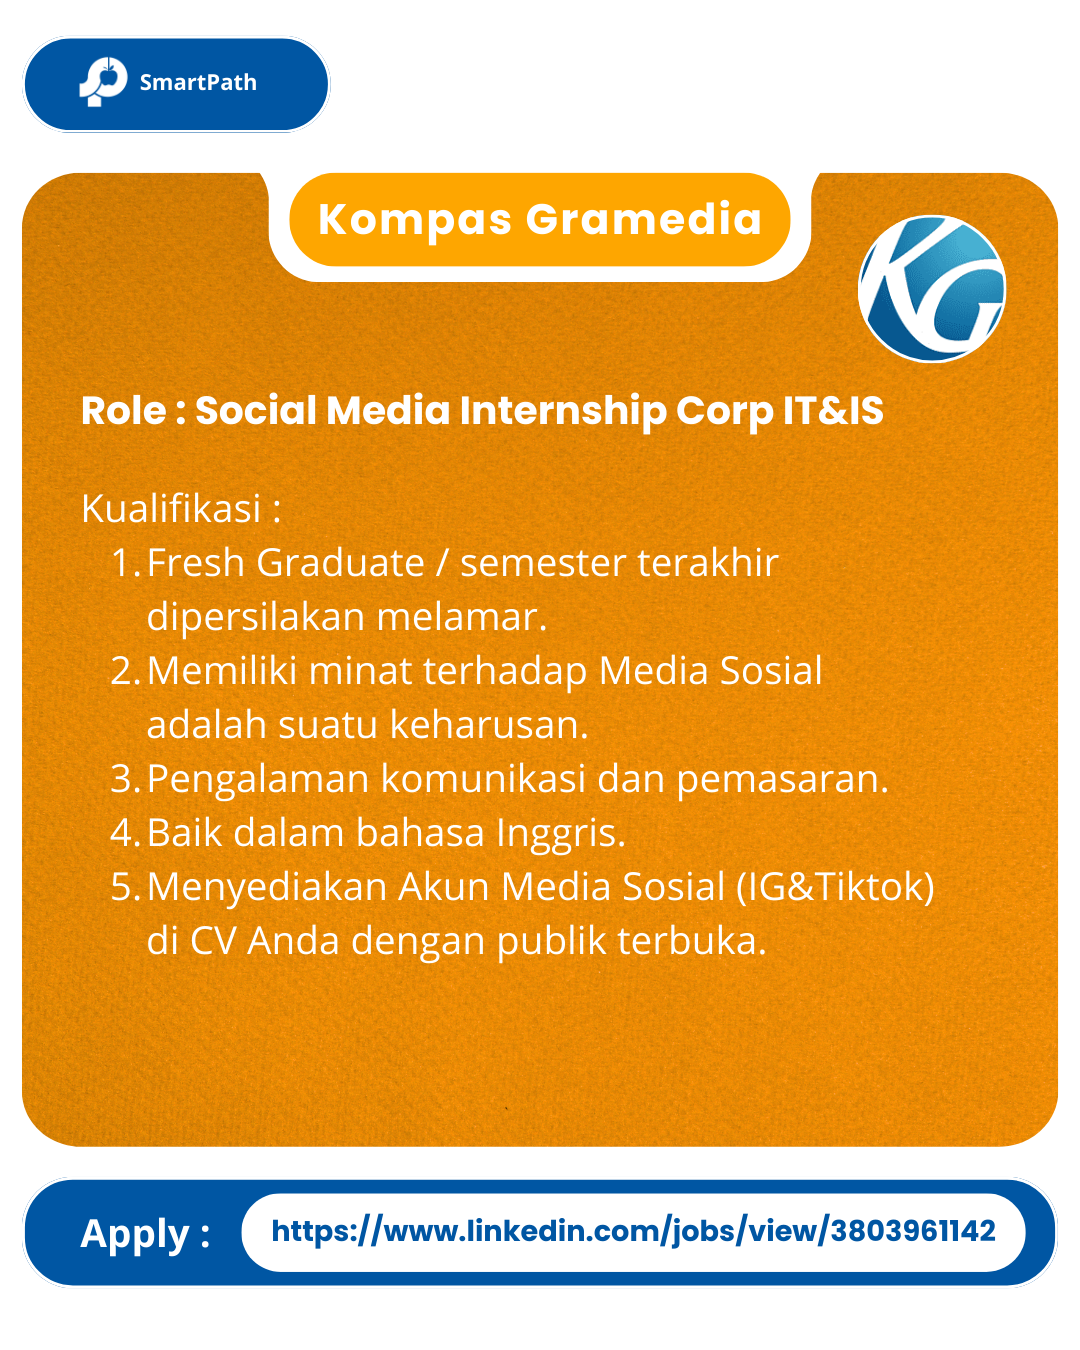 SmartPath
Kompas Gramedia
KG
Role : Social Media Internship Corp IT&IS
Kualifikasi :
1. Fresh Graduate / semester terakhir
dipersilakan melamar.
2. Memiliki minat terhadap Media Sosial
adalah suatu keharusan.
3. Pengalaman komunikasi dan pemasaran.
4. Baik dalam bahasa Inggris.
5. Menyediakan Akun Media Sosial (IG&Tiktok)
di CV Anda dengan publik terbuka.
Apply : https://www.linkedin.com/jobs/view/3803961142